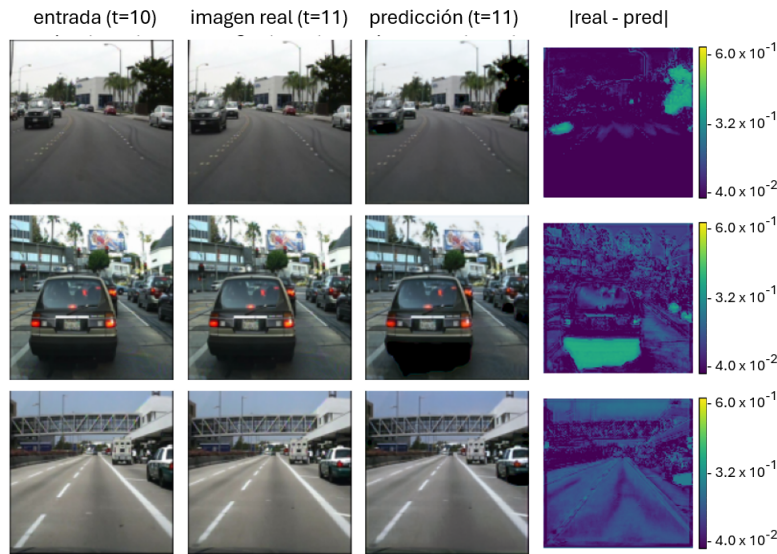 entrada (t=10) imagen real (t=11) predicción (t=11) |real - pred|
6.0 x 10⁻¹
3.2 x 10⁻¹
4.0 x 10⁻²
6.0 x 10⁻¹
3.2 x 10⁻¹
4.0 x 10⁻²
6.0 x 10⁻¹
3.2 x 10⁻¹
4.0 x 10⁻²